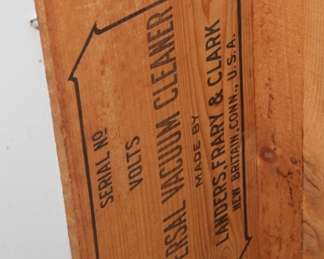 SERIAL NO
VOLTS
ERSAL VACUUM CLEANER
MADE BY
LANDERS, FRARY & CLARK
NEW BRITAIN, CONN., U.S.A.